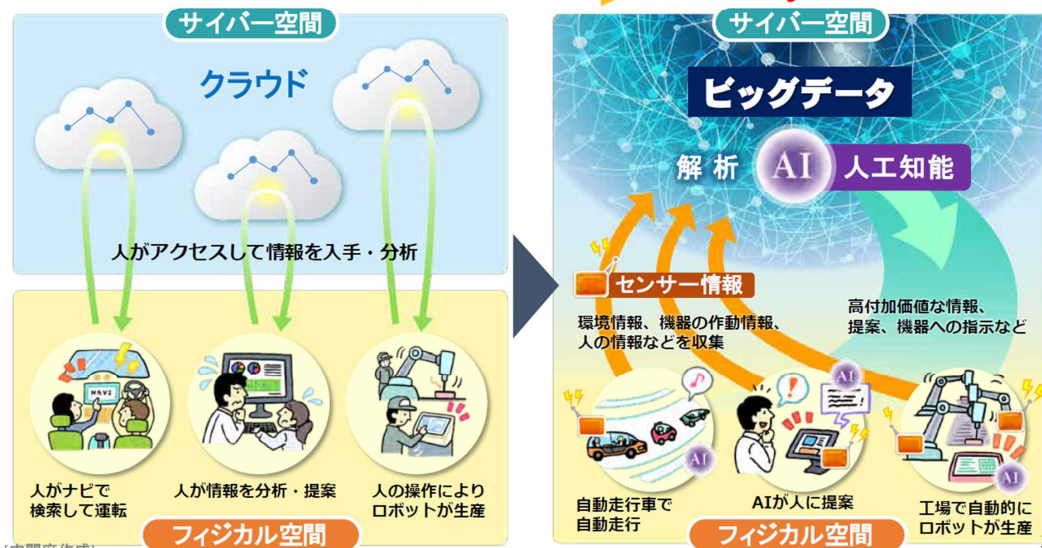 サイバー空間
クラウド
人がアクセスして情報を入手・分析
NAVI
人がナビで
検索して運転
人が情報を分析・提案
人の操作により
ロボットが生産
フィジカル空間
サイバー空間
ビッグデータ
解析 AI 人工知能
センサー情報
環境情報、機器の作動情報、
人の情報などを収集
高付加価値な情報、
提案、機器への指示など
AI
AI
AI
自動走行車で
自動走行
AIが人に提案
工場で自動的に
ロボットが生産
フィジカル空間